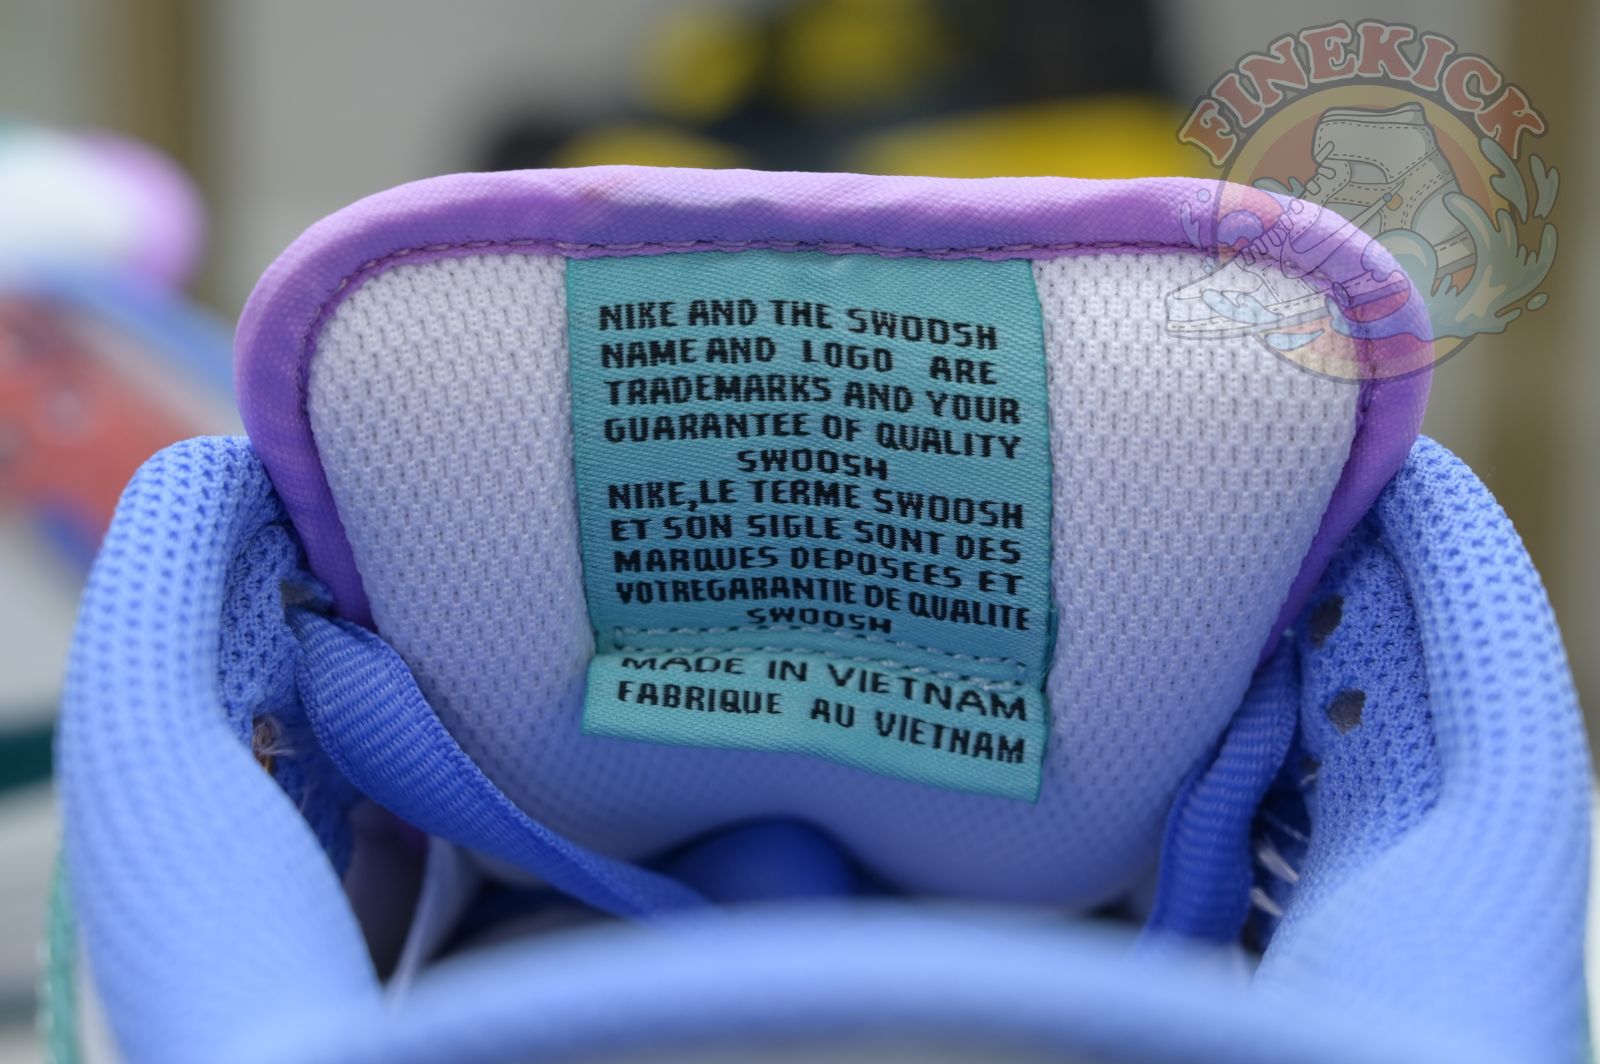 FINEKICK
NIKE AND THE SWOOSH
NAME AND LOGO ARE
TRADEMARKS AND YOUR
GUARANTEE OF QUALITY
SWOOSH
NIKE,LE TERME SWOOSH
ET SON SIGLE SONT DES
MARQUES DEPOSEES ET
VOTREGARANTIE DE QUALITE
SWOOSH
MADE IN VIETNAM
FABRIQUE AU VIETNAM